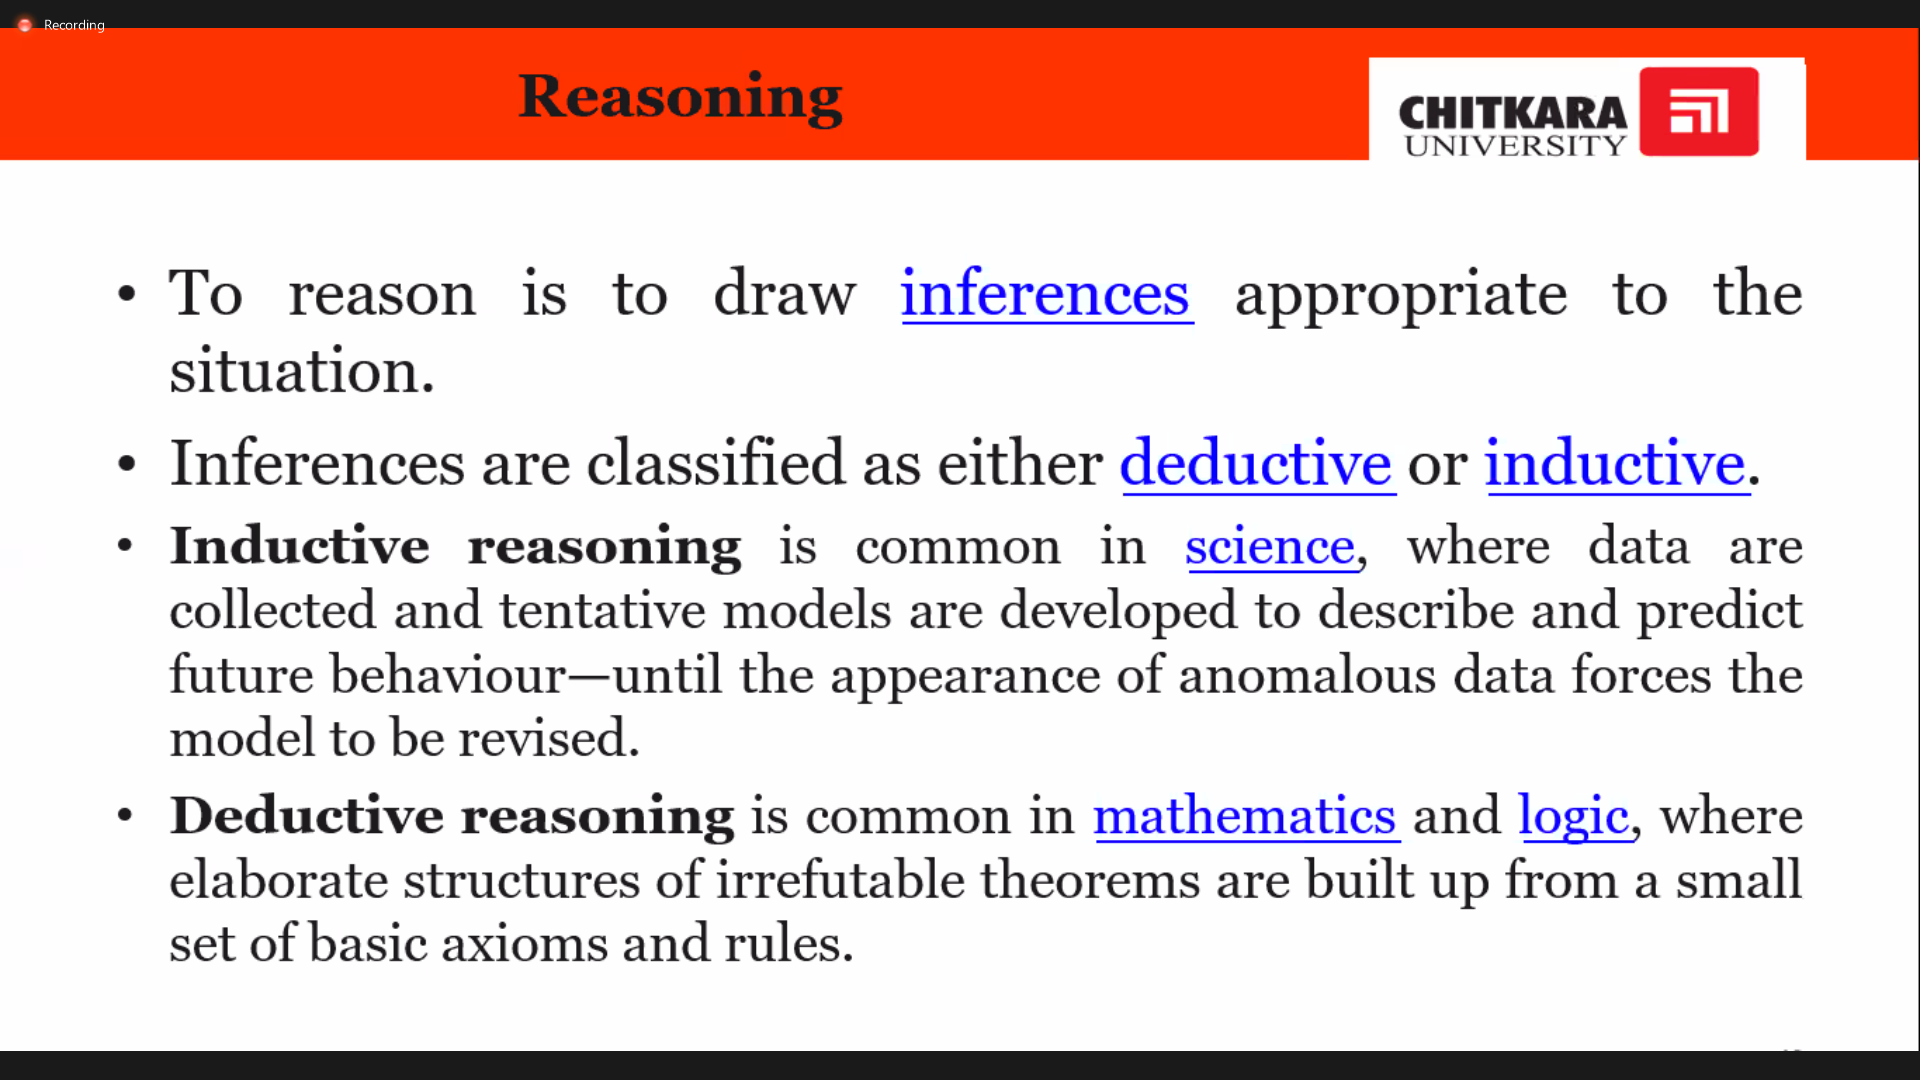 Recording
Reasoning
CHITKARA
UNIVERSITY
• To reason is to draw inferences appropriate to the
situation.
• Inferences are classified as either deductive or inductive.
• Inductive reasoning is common in science, where data are
collected and tentative models are developed to describe and predict
future behaviour—until the appearance of anomalous data forces the
model to be revised.
• Deductive reasoning is common in mathematics and logic, where
elaborate structures of irrefutable theorems are built up from a small
set of basic axioms and rules.